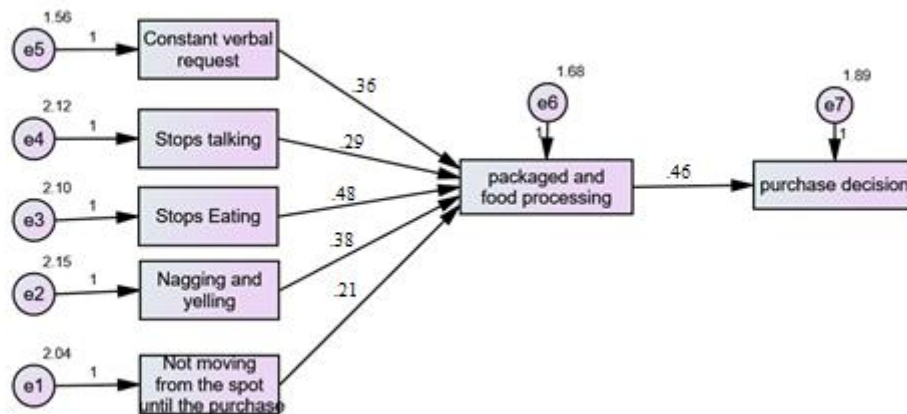 1.56
e5
1
Constant verbal
request
.36
2.12
e4
1
Stops talking
.29
2.10
e3
1
Stops Eating
.48
2.15
e2
1
Nagging and
yelling
.38
2.04
e1
1
Not moving
from the spot
until the purchase
.21
1.68
e6
1
packaged and
food processing
.46
1.89
e7
1
purchase decision